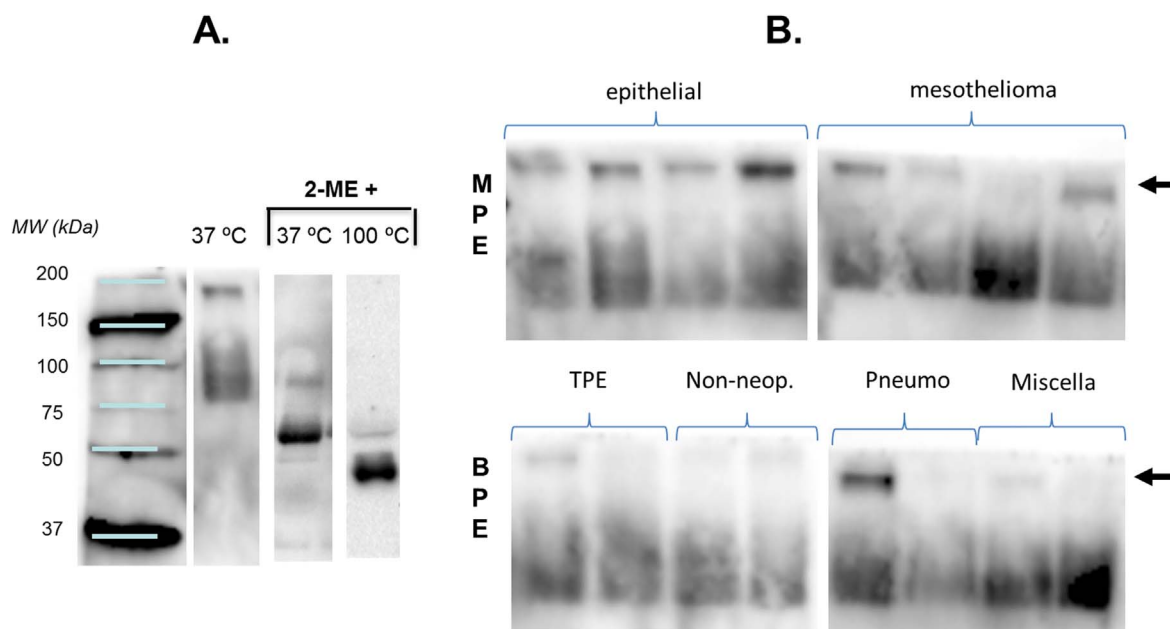 A.
MW (kDa)
37 ºC
2-ME +
37 ºC 100 ºC
200
150
100
75
50
37
B.
epithelial mesothelioma
M
P
E
TPE Non-neop. Pneumo Miscella
B
P
E